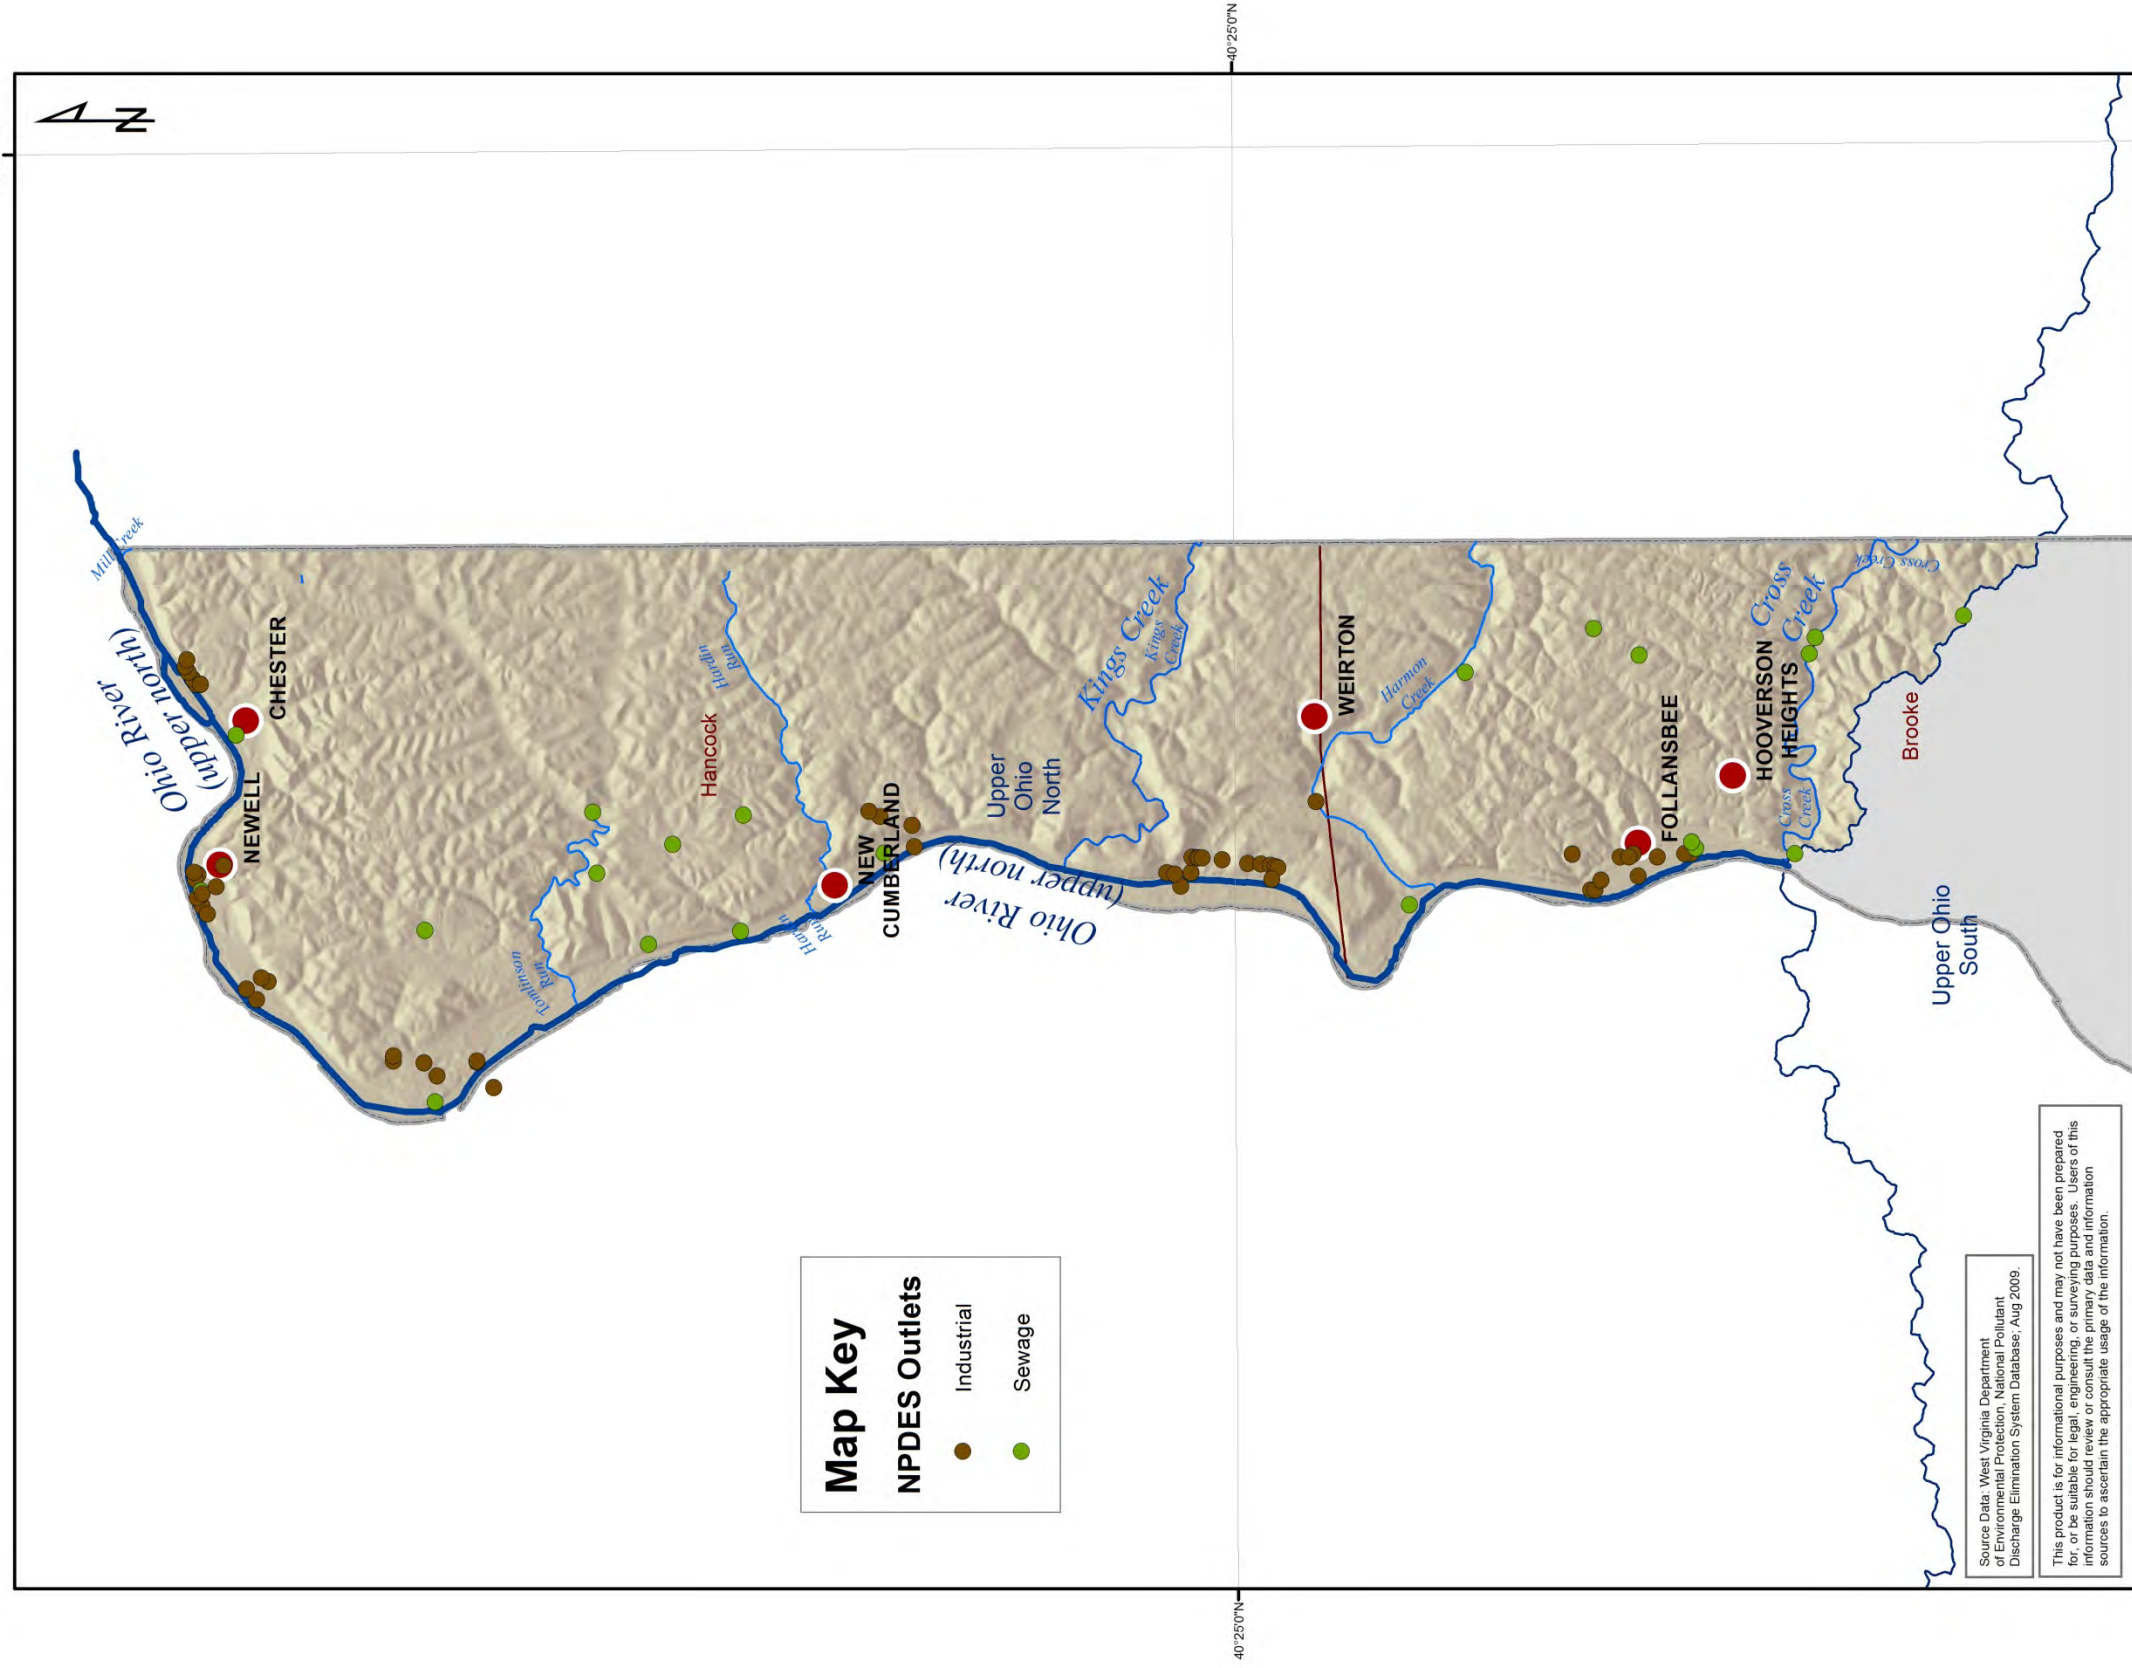 40°25'0"N
N
Mill Creek
Ohio River
(upper north)
CHESTER
NEWELL
Tomlinson
Run
Hardin
Run
Hancock
Hardin
Run
NEW
CUMBERLAND
Upper
Ohio
North
Ohio River
(upper north)
Kings Creek
Kings
Creek
WEIRTON
Harmon
Creek
FOLLANSBEE
HOOVERSON
HEIGHTS
Cross
Creek
Cross
Creek
Cross Creek
Brooke
Upper Ohio
South
Map Key
NPDES Outlets
Industrial
Sewage
Source Data: West Virginia Department
of Environmental Protection, National Pollutant
Discharge Elimination System Database; Aug 2009.
This product is for informational purposes and may not have been prepared
for, or be suitable for legal, engineering, or surveying purposes. Users of this
information should review or consult the primary data and information
sources to ascertain the appropriate usage of the information.
40°25'0"N